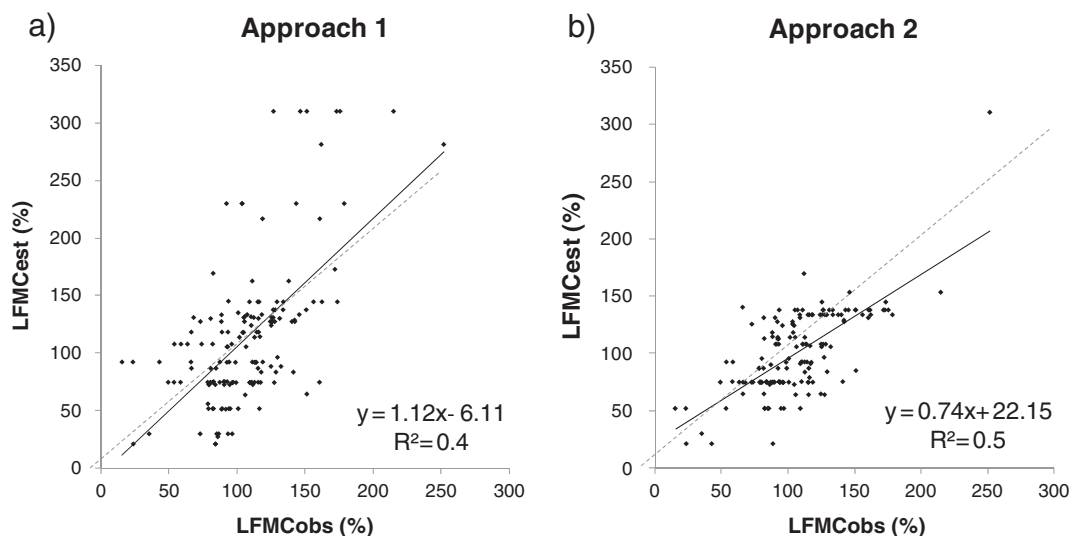 a)
Approach 1
350
300
250
200
150
100
50
0
LFMCest (%)
y=1.12x- 6.11
R²=0.4
0 50 100 150 200 250 300
LFMCobs (%)
b)
Approach 2
350
300
250
200
150
100
50
0
LFMCest (%)
y=0.74x+22.15
R²=0.5
0 50 100 150 200 250 300
LFMCobs (%)